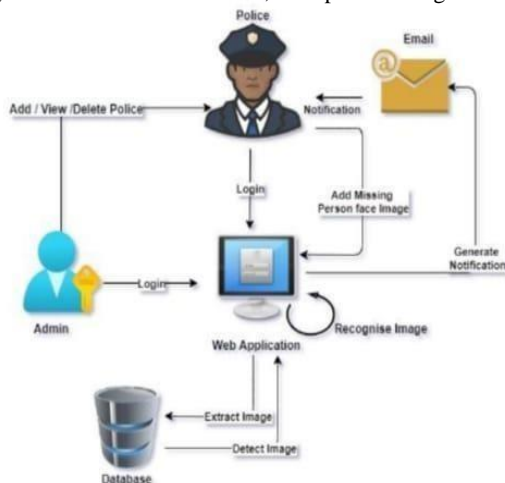 Police
Email
Add / View /Delete Police
Notification
Login
Add Missing
Person face Image
Generate
Notification
Login
Admin
Recognise Image
Web Application
Extract Image
Detect Image
Database